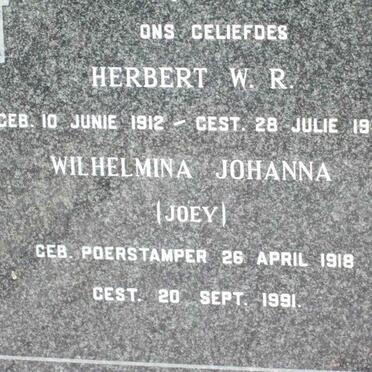 ONS GELIEFDES
HERBERT W. R.
GEB. 10 JUNIE 1912 – GEST. 28 JULIE 19
WILHELMINA JOHANNA
(JOEY)
GEB. POERSTAMPER 26 APRIL 1918
GEST. 20 SEPT. 1991.